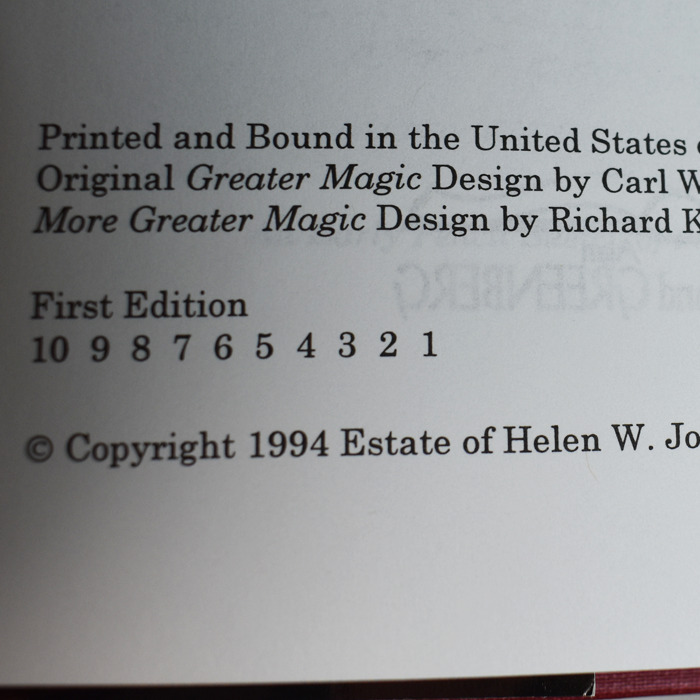 Printed and Bound in the United States
Original Greater Magic Design by Carl
More Greater Magic Design by Richard
First Edition
10 9 8 7 6 5 4 3 2 1
© Copyright 1994 Estate of Helen W.